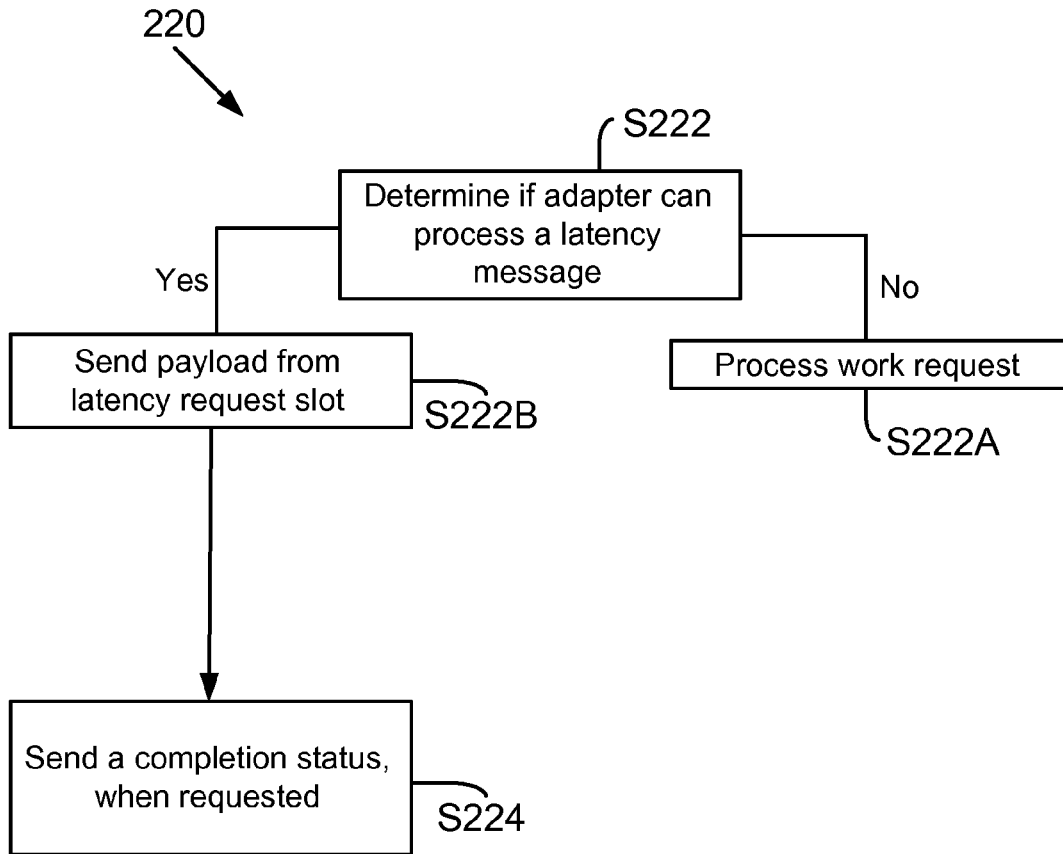 220
S222
Determine if adapter can
process a latency
message
Yes
No
Send payload from
latency request slot
S222B
Process work request
S222A
Send a completion status,
when requested
S224